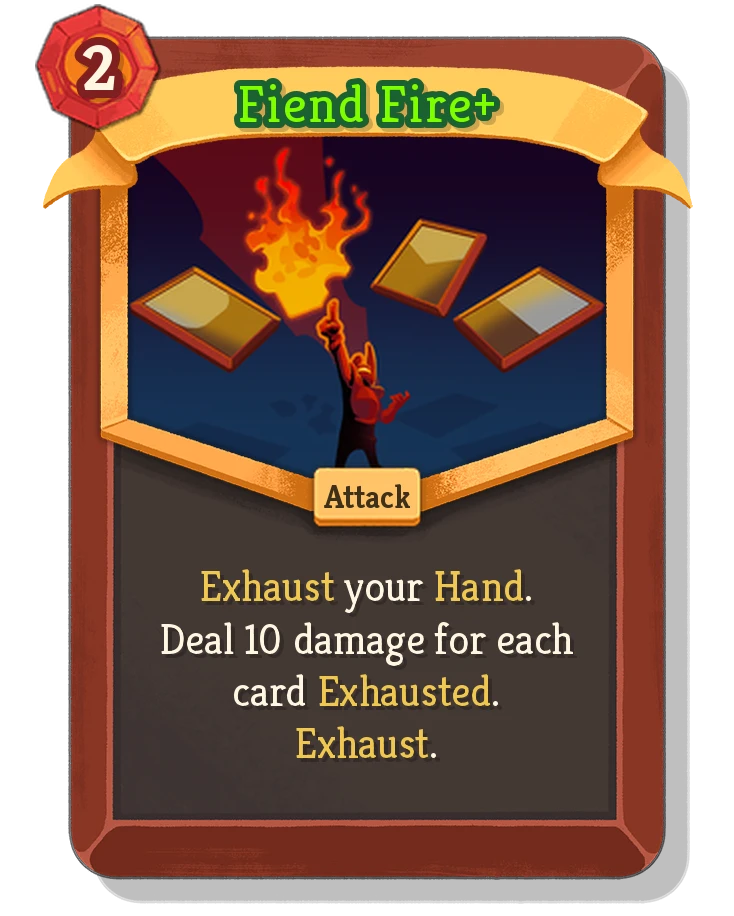 2
Fiend Fire+
Attack
Exhaust your Hand.
Deal 10 damage for each
card Exhausted.
Exhaust.